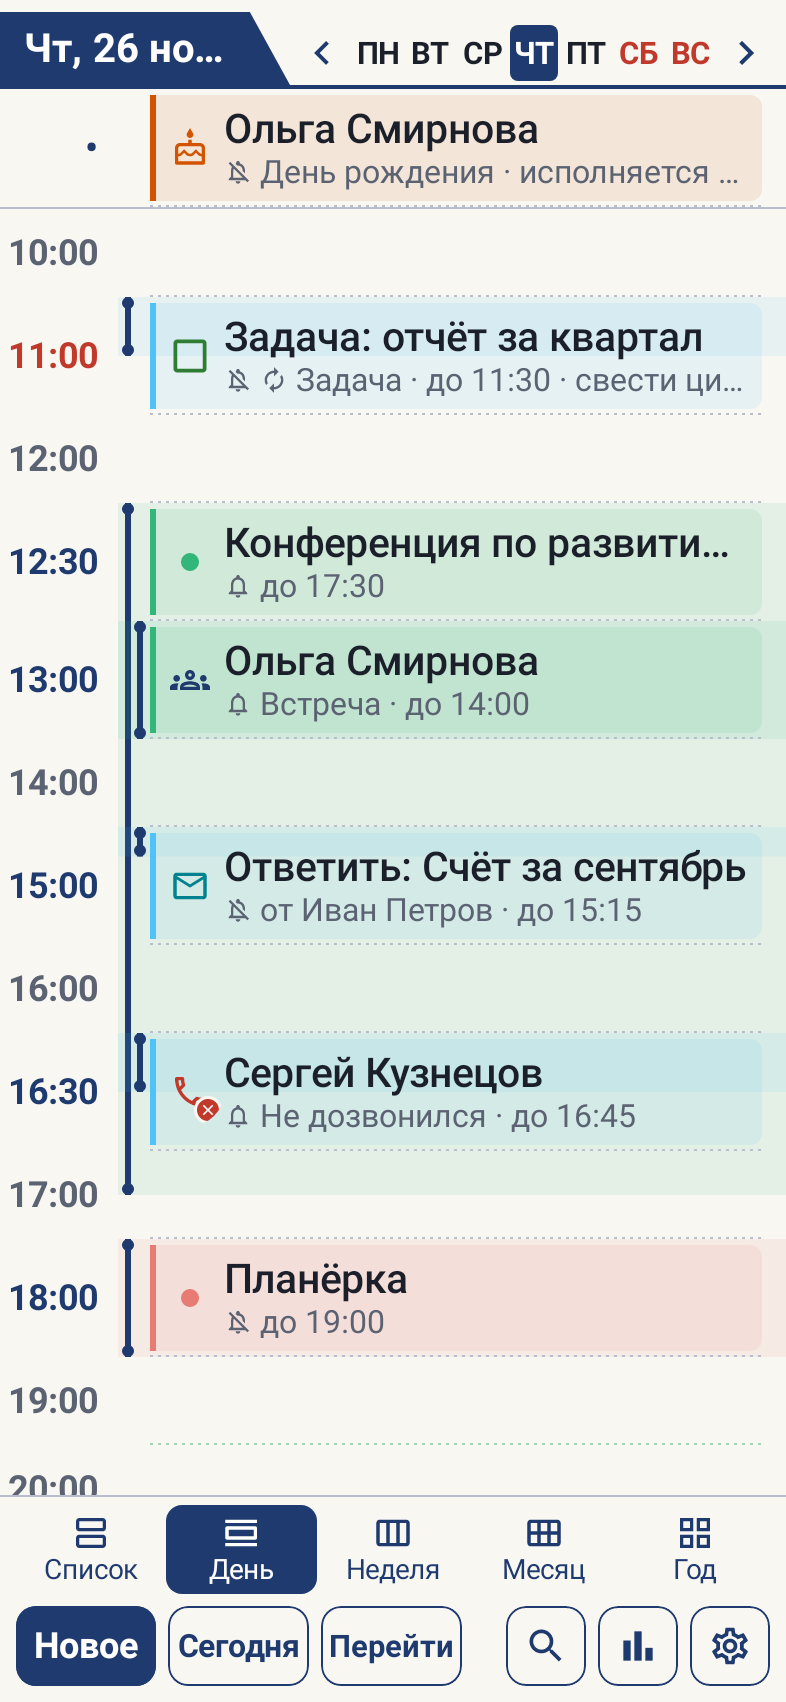 Чт, 26 но...
ПН ВТ СР ЧТ ПТ СБ ВС
Ольга Смирнова
День рождения · исполняется ...
10:00
Задача: отчёт за квартал
11:00
Задача · до 11:30 · свести ци...
12:00
Конференция по развити...
12:30
до 17:30
Ольга Смирнова
13:00
Встреча · до 14:00
14:00
Ответить: Счёт за сентябрь
15:00
от Иван Петров · до 15:15
16:00
Сергей Кузнецов
16:30
Не дозвонился · до 16:45
17:00
Планёрка
18:00
до 19:00
19:00
20:00
Список День Неделя Месяц Год
Новое Сегодня Перейти